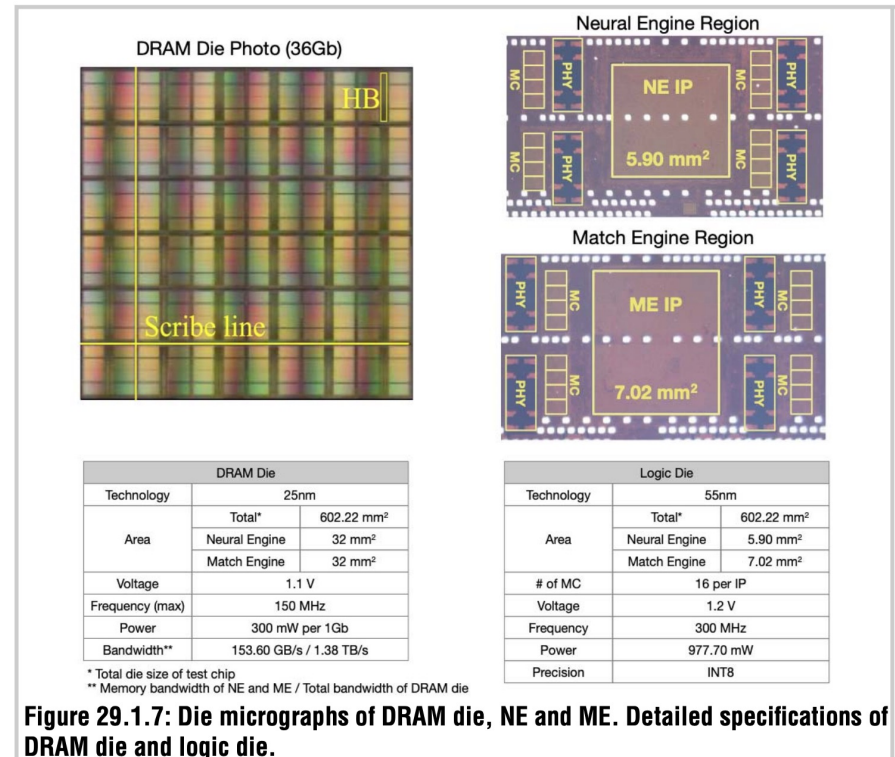 DRAM Die Photo (36Gb)
HB
Scribe line
Neural Engine Region
MC
PHY
NE IP
MC
PHY
MC
PHY
5.90 mm²
MC
PHY
Match Engine Region
PHY
MC
ME IP
PHY
MC
PHY
MC
7.02 mm²
PHY
MC
DRAM Die
Technology 25nm
Area Total* 602.22 mm²
Neural Engine 32 mm²
Match Engine 32 mm²
Voltage 1.1 V
Frequency (max) 150 MHz
Power 300 mW per 1Gb
Bandwidth** 153.60 GB/s / 1.38 TB/s
* Total die size of test chip
** Memory bandwidth of NE and ME / Total bandwidth of DRAM die
Logic Die
Technology 55nm
Area Total* 602.22 mm²
Neural Engine 5.90 mm²
Match Engine 7.02 mm²
# of MC 16 per IP
Voltage 1.2 V
Frequency 300 MHz
Power 977.70 mW
Precision INT8
Figure 29.1.7: Die micrographs of DRAM die, NE and ME. Detailed specifications of
DRAM die and logic die.